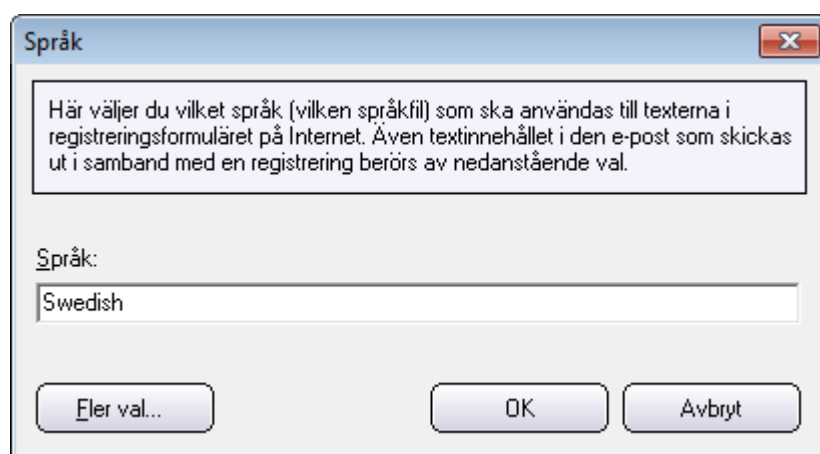 Språk
Här väljer du vilket språk (vilken språkfil) som ska användas till texterna i
registreringsformuläret på Internet. Även textinnehållet i den e-post som skickas
ut i samband med en registrering berörs av nedanstående val.
Språk:
Swedish
Fler val...
OK
Avbryt